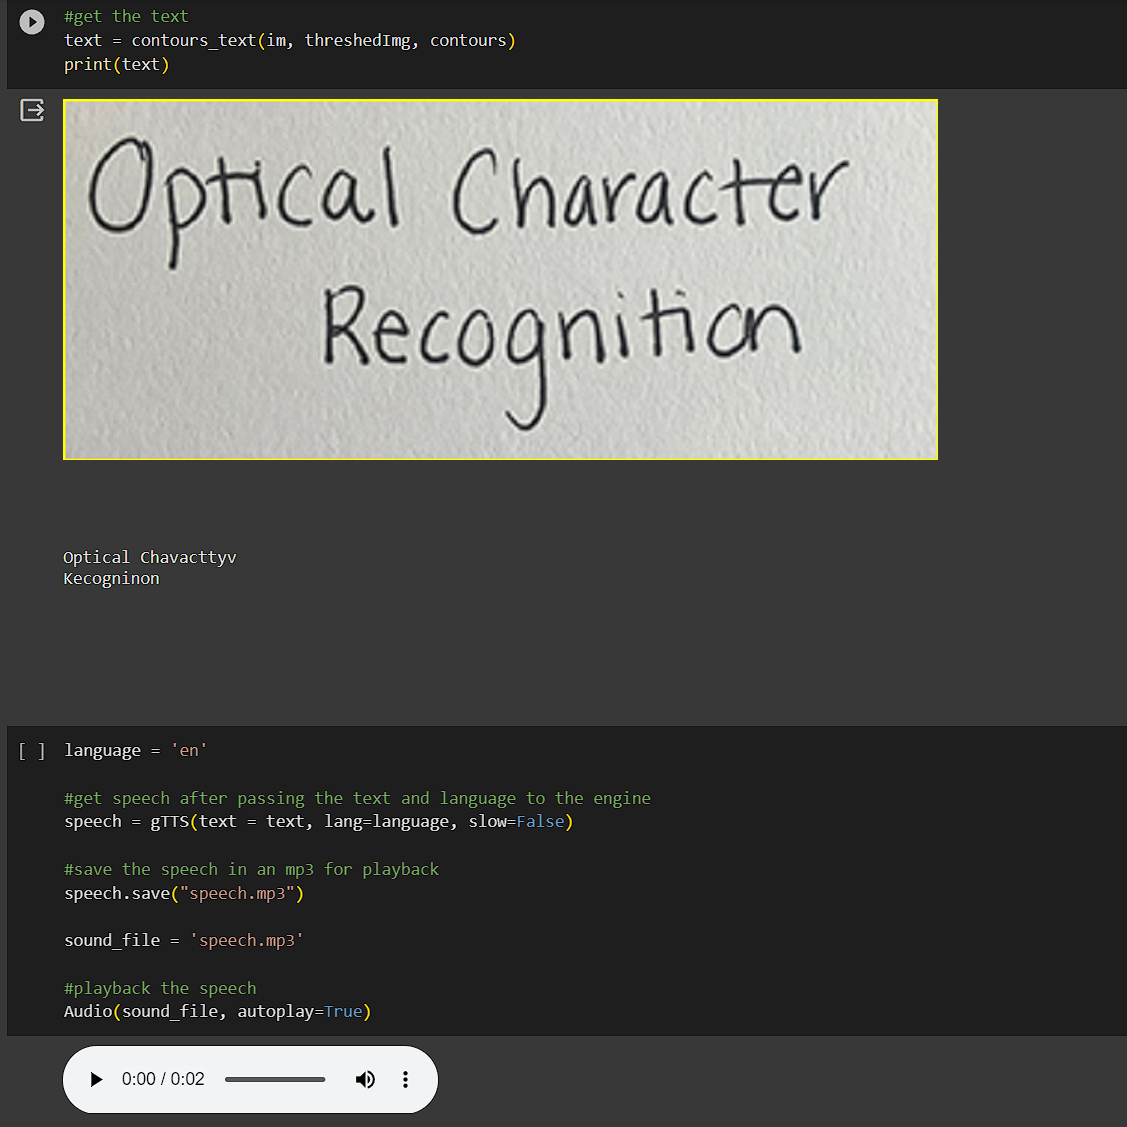 #get the text
text = contours_text(im, threshedImg, contours)
print(text)
Optical Character
Recognition
Optical Chavacttyv
Kecogninon
[ ] language = 'en'
#get speech after passing the text and language to the engine
speech = gTTS(text = text, lang=language, slow=False)
#save the speech in an mp3 for playback
speech.save("speech.mp3")
sound_file = 'speech.mp3'
#playback the speech
Audio(sound_file, autoplay=True)
0:00 / 0:02